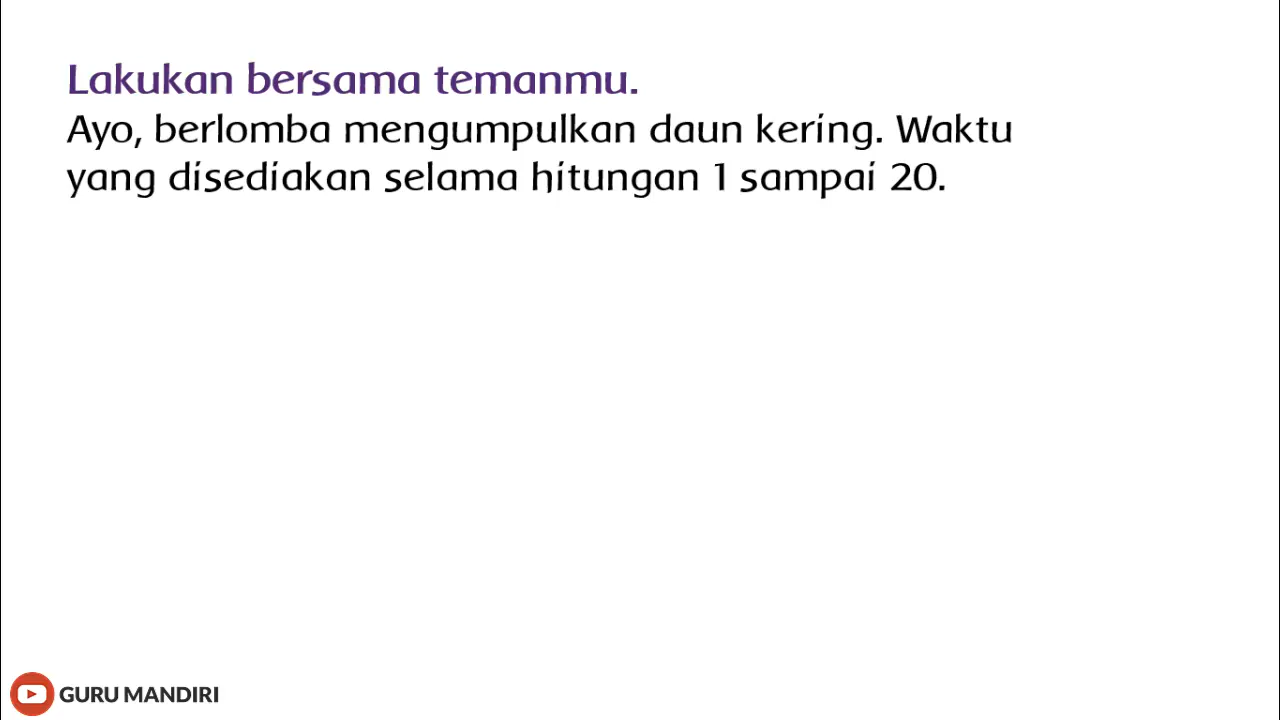 Lakukan bersama temanmu.
Ayo, berlomba mengumpulkan daun kering. Waktu
yang disediakan selama hitungan 1 sampai 20.
GURU MANDIRI